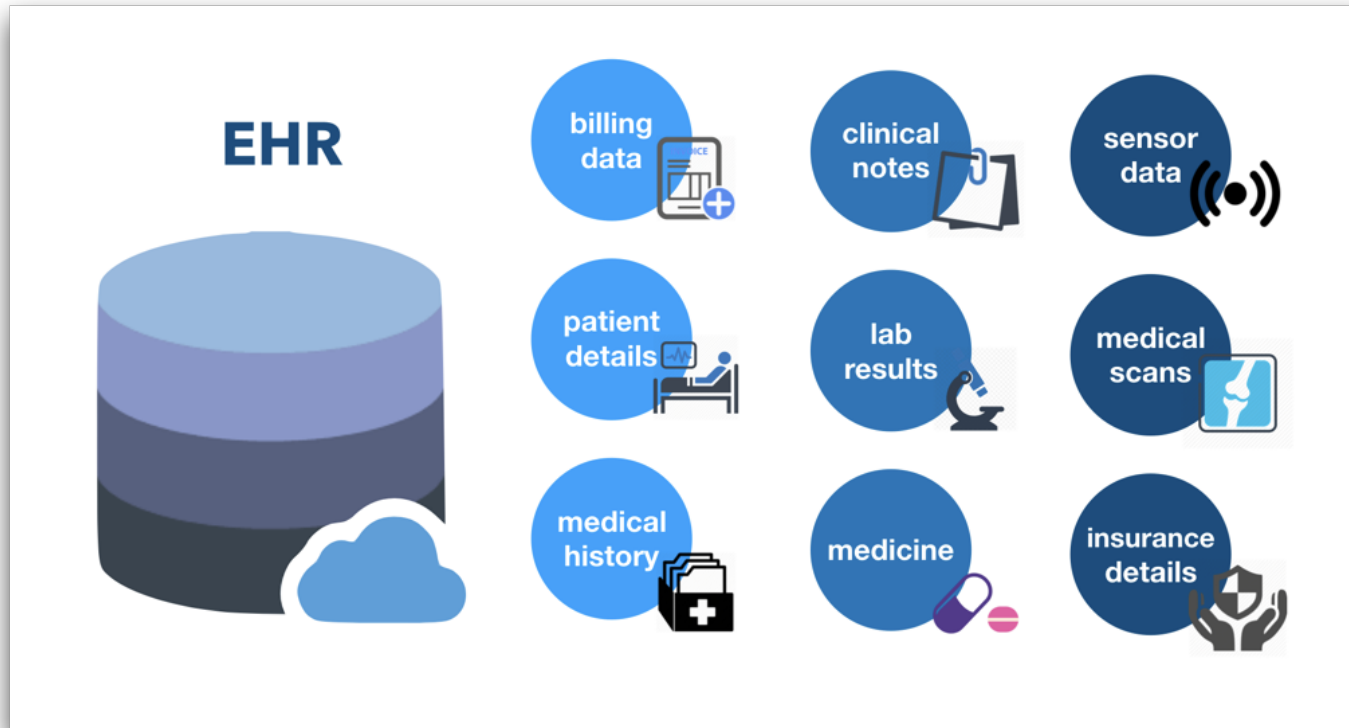 EHR
billing
data
clinical
notes
sensor
data
patient
details
lab
results
medical
scans
medical
history
medicine
insurance
details